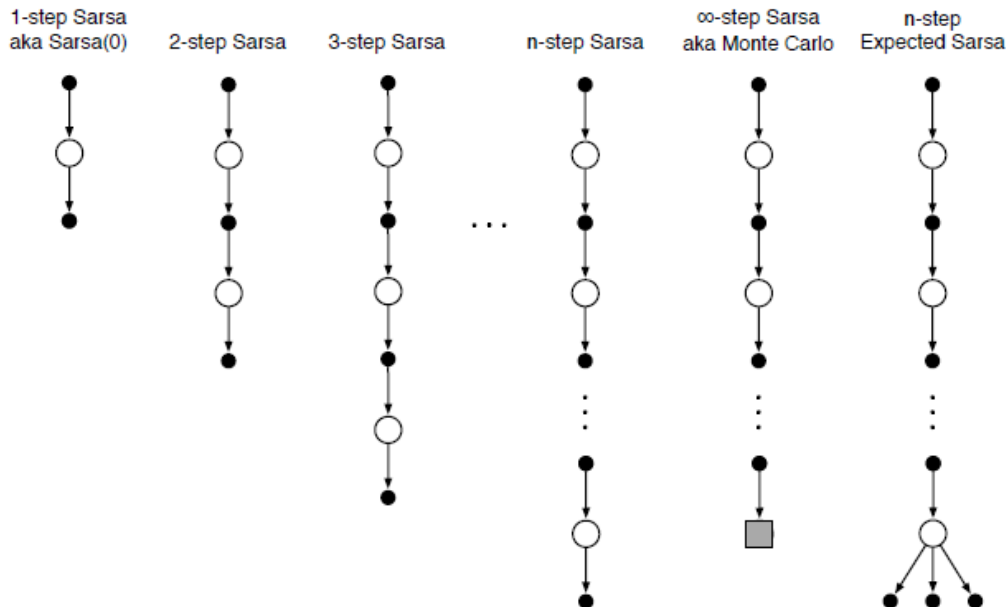 1-step Sarsa
aka Sarsa(0)
2-step Sarsa
3-step Sarsa
n-step Sarsa
∞-step Sarsa
aka Monte Carlo
n-step
Expected Sarsa